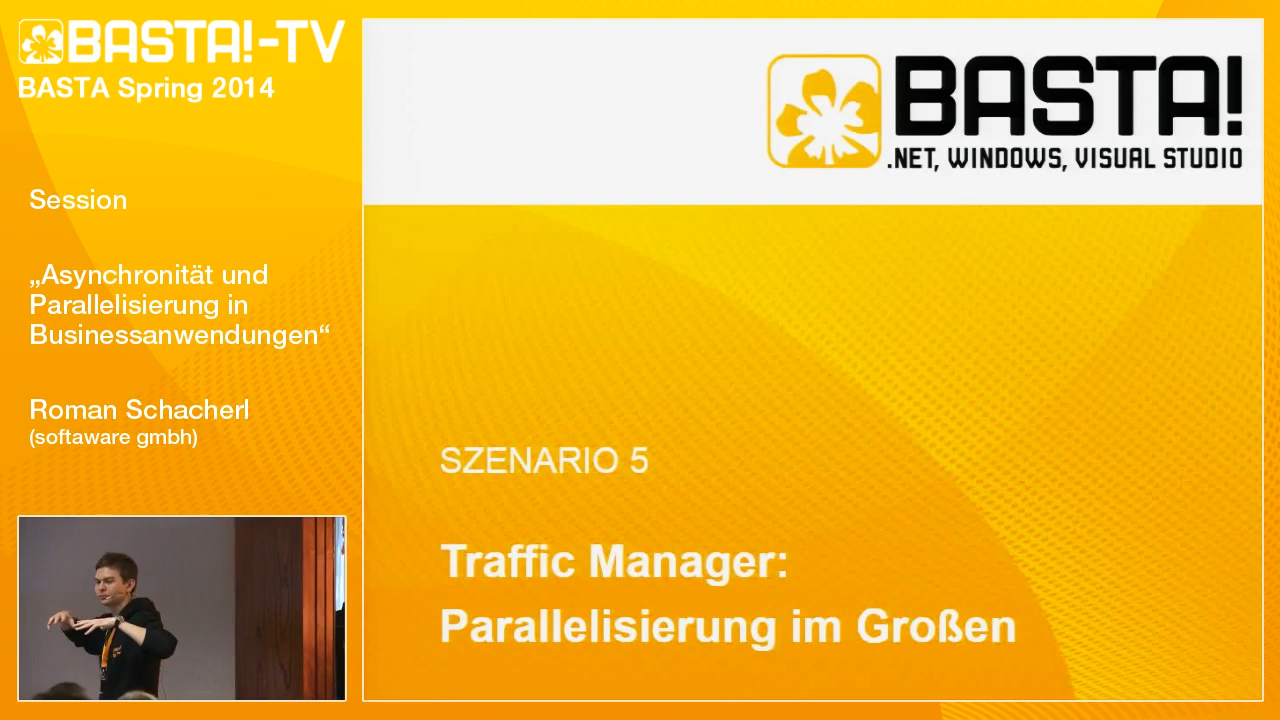 BASTA!-TV
BASTA Spring 2014
Session
„Asynchronität und
Parallelisierung in
Businessanwendungen“
Roman Schacherl
(softaware gmbh)
BASTA!
.NET, WINDOWS, VISUAL STUDIO
SZENARIO 5
Traffic Manager:
Parallelisierung im Großen